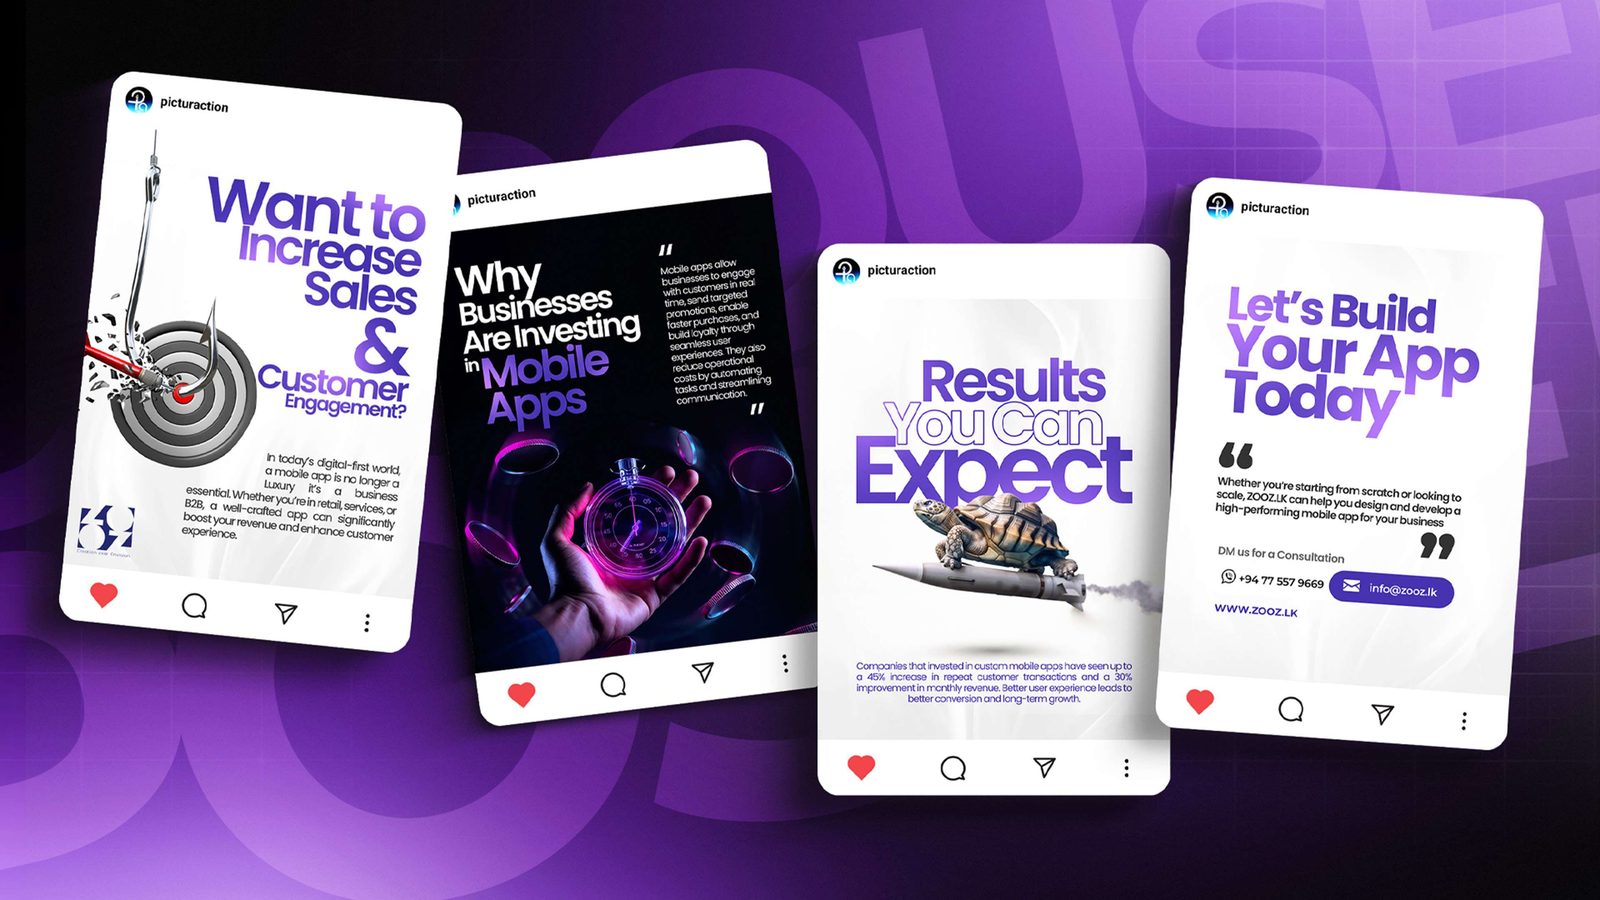 picturaction
Want to
Increase
Sales
&
Customer
Engagement?
in today's digital-first world,
a mobile app is no longer a
Luxury it's a business
essential. Whether you're in retail, services, or
B2B, a well-crafted app can significantly
boost your revenue and enhance customer
experience.
picturaction
Why
Businesses
Are Investing
in Mobile
Apps
"
Mobile apps allow
businesses to engage
with customers in real
time, send targeted
promotions, enable
faster purchases, and
build loyalty through
seamless user
experiences. They also
reduce operational
costs by automating
tasks and streamlining
communication.
"
picturaction
Results
You Can
Expect
Companies that invested in custom mobile apps have seen up to
a 45% increase in repeat customer transactions and a 30%
improvement in monthly revenue. Better user experience leads to
better conversion and long-term growth.
picturaction
Let's Build
Your App
Today
“
Whether you're starting from scratch or looking to
scale, ZOOZ.LK can help you design and develop a
high-performing mobile app for your business
”
DM us for a Consultation
+94 77 557 9669
info@zooz.lk
WWW.ZOOZ.LK